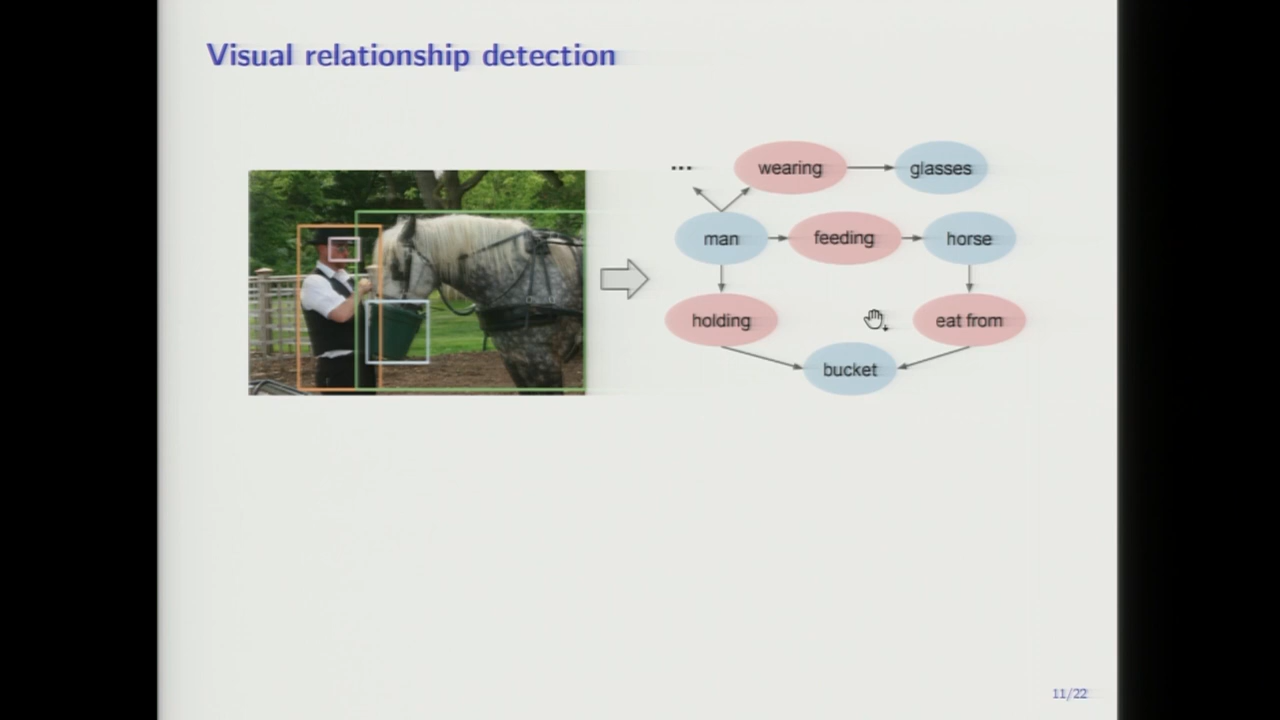 Visual relationship detection
...
wearing
glasses
man
feeding
horse
holding
eat from
bucket
11/22